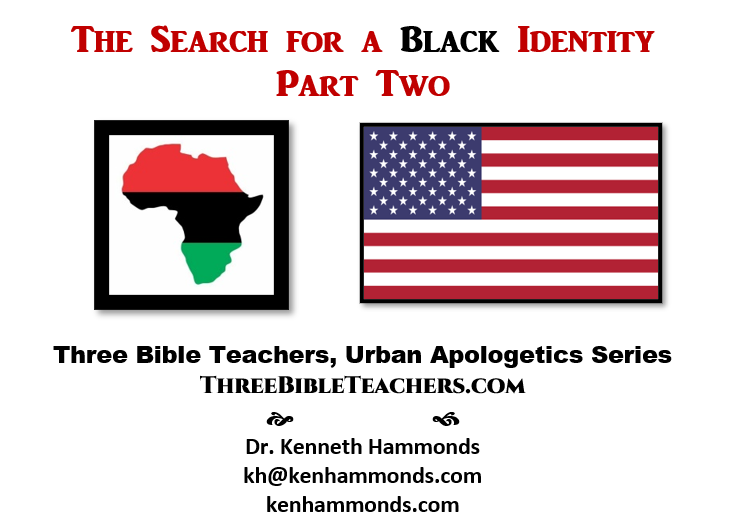 The Search for a Black Identity
Part Two
Three Bible Teachers, Urban Apologetics Series
ThreeBibleTeachers.com
Dr. Kenneth Hammonds
kh@kenhammonds.com
kenhammonds.com